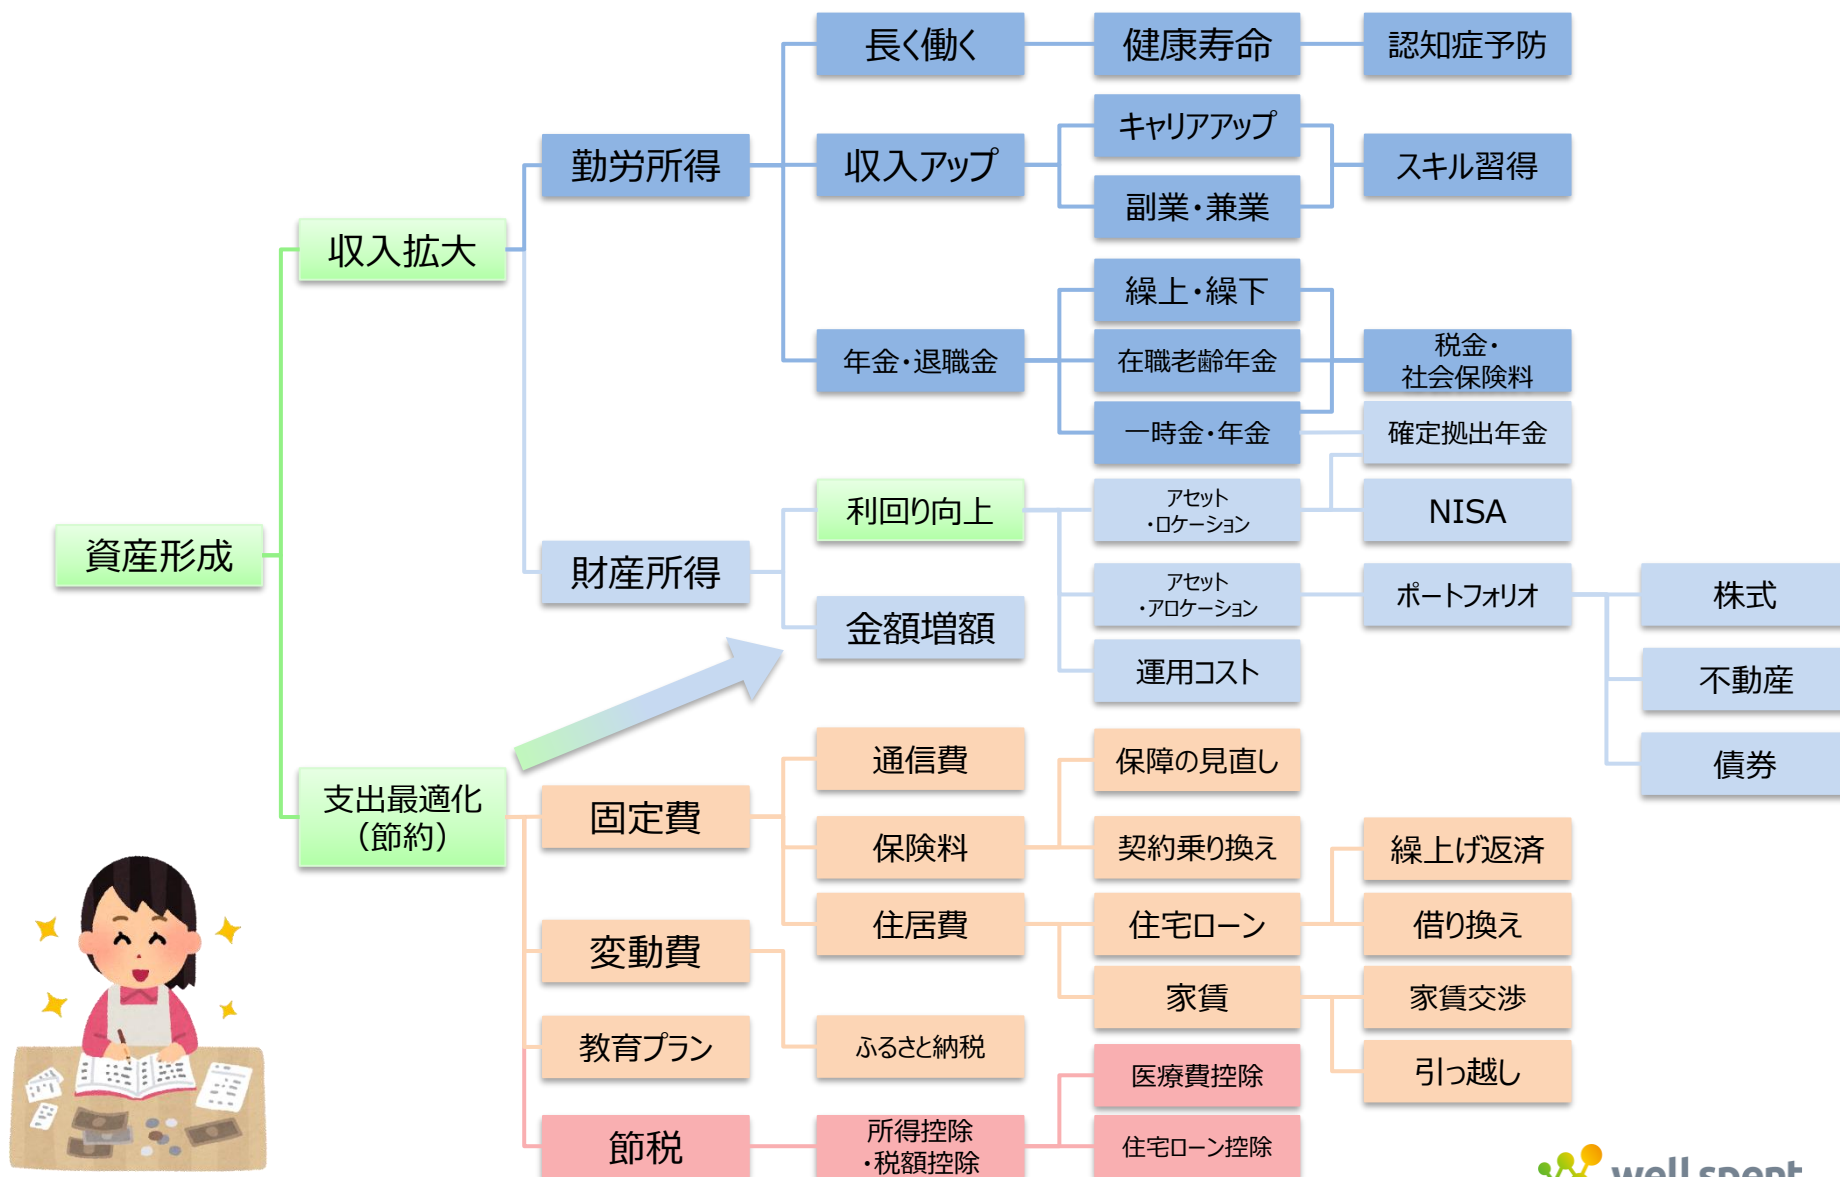 長く働く
健康寿命
認知症予防
キャリアアップ
勤労所得
収入アップ
スキル習得
副業・兼業
収入拡大
繰上・繰下
年金・退職金
在職老齢年金
税金・
社会保険料
一時金・年金
確定拠出年金
利回り向上
アセット
・ロケーション
NISA
資産形成
財産所得
アセット
・アロケーション
ポートフォリオ
株式
金額増額
運用コスト
不動産
通信費
保障の見直し
債券
支出最適化
（節約）
固定費
保険料
契約乗り換え
繰上げ返済
住居費
住宅ローン
借り換え
変動費
家賃
家賃交渉
教育プラン
ふるさと納税
医療費控除
引っ越し
節税
所得控除
・税額控除
住宅ローン控除
well spent